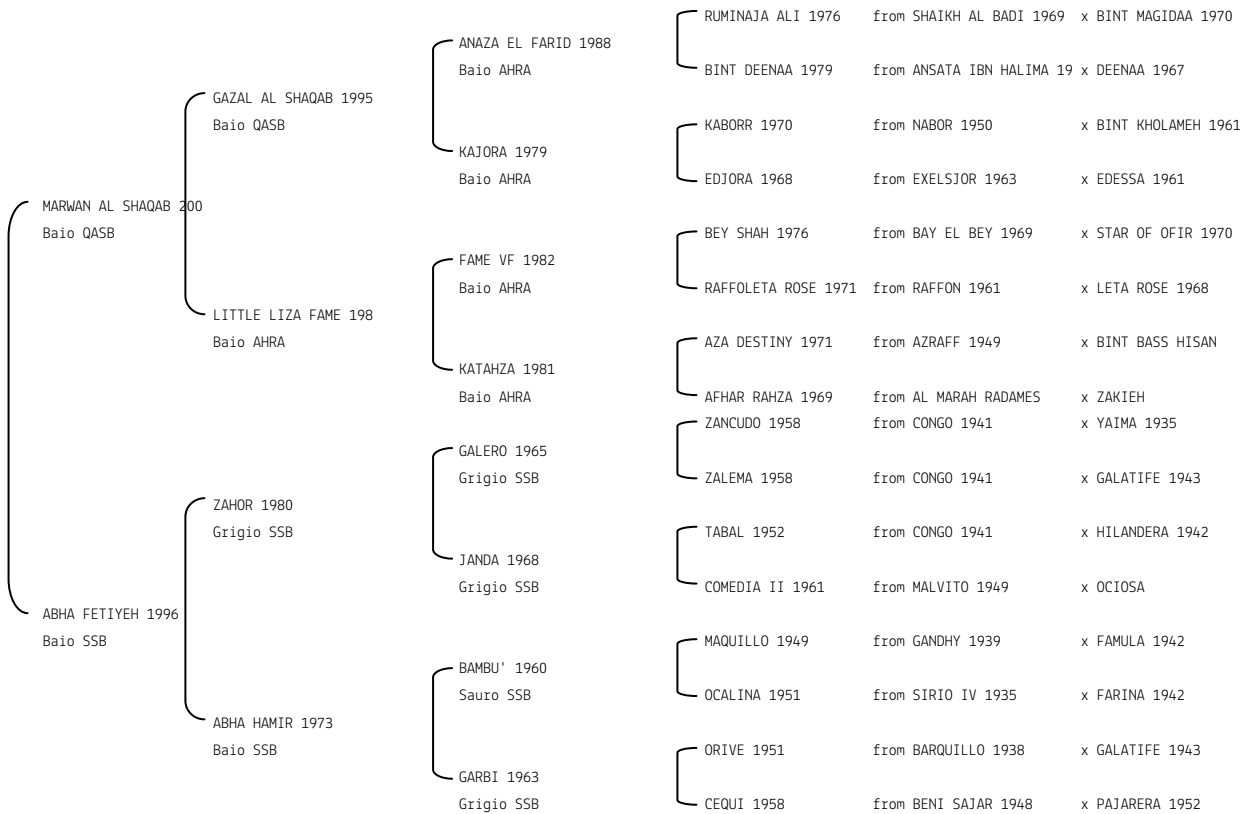 RUMINAJA ALI 1976 from SHAIKH AL BADI 1969 x BINT MAGIDAA 1970
ANAZA EL FARID 1988
Baio AHRA BINT DEENAA 1979 from ANSATA IBN HALIMA 19 x DEENAA 1967
GAZAL AL SHAQAB 1995
Baio QASB KABORR 1970 from NABOR 1950 x BINT KHOLAMEH 1961
KAJORA 1979
Baio AHRA EDJORA 1968 from EXELSJOR 1963 x EDESSA 1961
MARWAN AL SHAQAB 200
Baio QASB BEY SHAH 1976 from BAY EL BEY 1969 x STAR OF OFIR 1970
FAME VF 1982
Baio AHRA RAFFOLETA ROSE 1971 from RAFFON 1961 x LETA ROSE 1968
LITTLE LIZA FAME 198
Baio AHRA AZA DESTINY 1971 from AZRAFF 1949 x BINT BASS HISAN
KATAHZA 1981
Baio AHRA AFHAR RAHZA 1969 from AL MARAH RADAMES x ZAKIEH
ZANCUDO 1958 from CONGO 1941 x YAIMA 1935
GALERO 1965
Grigio SSB ZALEMA 1958 from CONGO 1941 x GALATIFE 1943
ZAHOR 1980
Grigio SSB TABAL 1952 from CONGO 1941 x HILANDERA 1942
JANDA 1968
Grigio SSB COMEDIA II 1961 from MALVITO 1949 x OCIOSA
ABHA FETIYEH 1996
Baio SSB MAQUILLO 1949 from GANDHY 1939 x FAMULA 1942
BAMBU' 1960
Sauro SSB OCALINA 1951 from SIRIO IV 1935 x FARINA 1942
ABHA HAMIR 1973
Baio SSB ORIVE 1951 from BARQUILLO 1938 x GALATIFE 1943
GARBI 1963
Grigio SSB CEQUI 1958 from BENI SAJAR 1948 x PAJARERA 1952